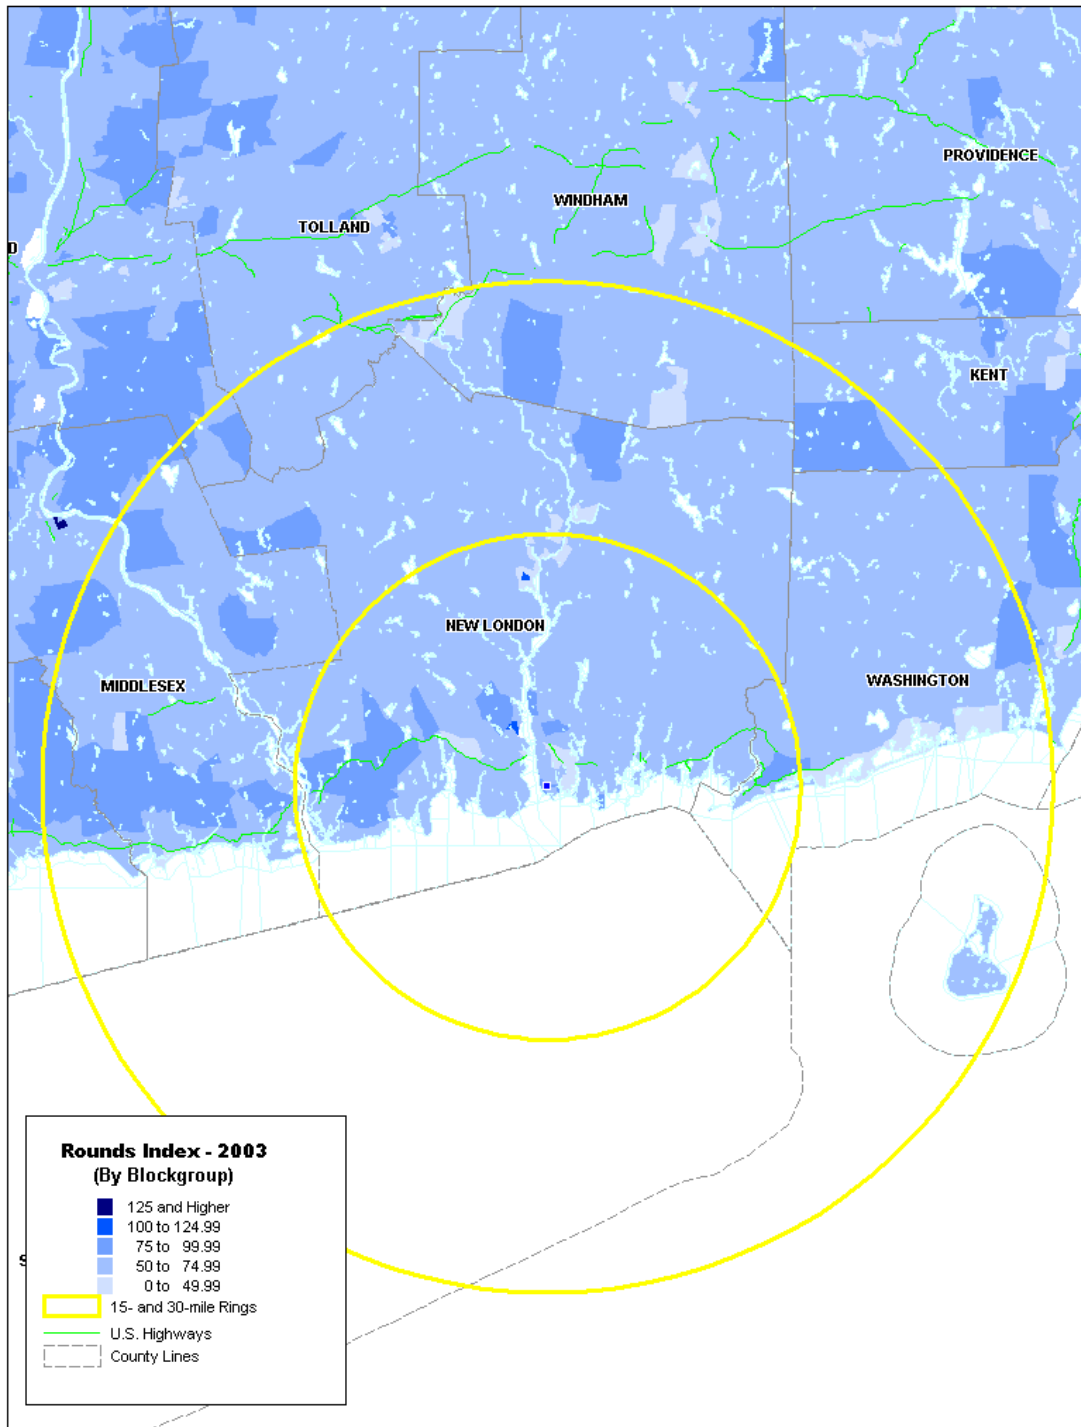 PROVIDENCE
WINDHAM
TOLLAND
D
KENT
NEW LONDON
WASHINGTON
MIDDLESEX
Rounds Index - 2003
(By Blockgroup)
125 and Higher
100 to 124.99
75 to 99.99
50 to 74.99
0 to 49.99
15- and 30-mile Rings
U.S. Highways
County Lines
S